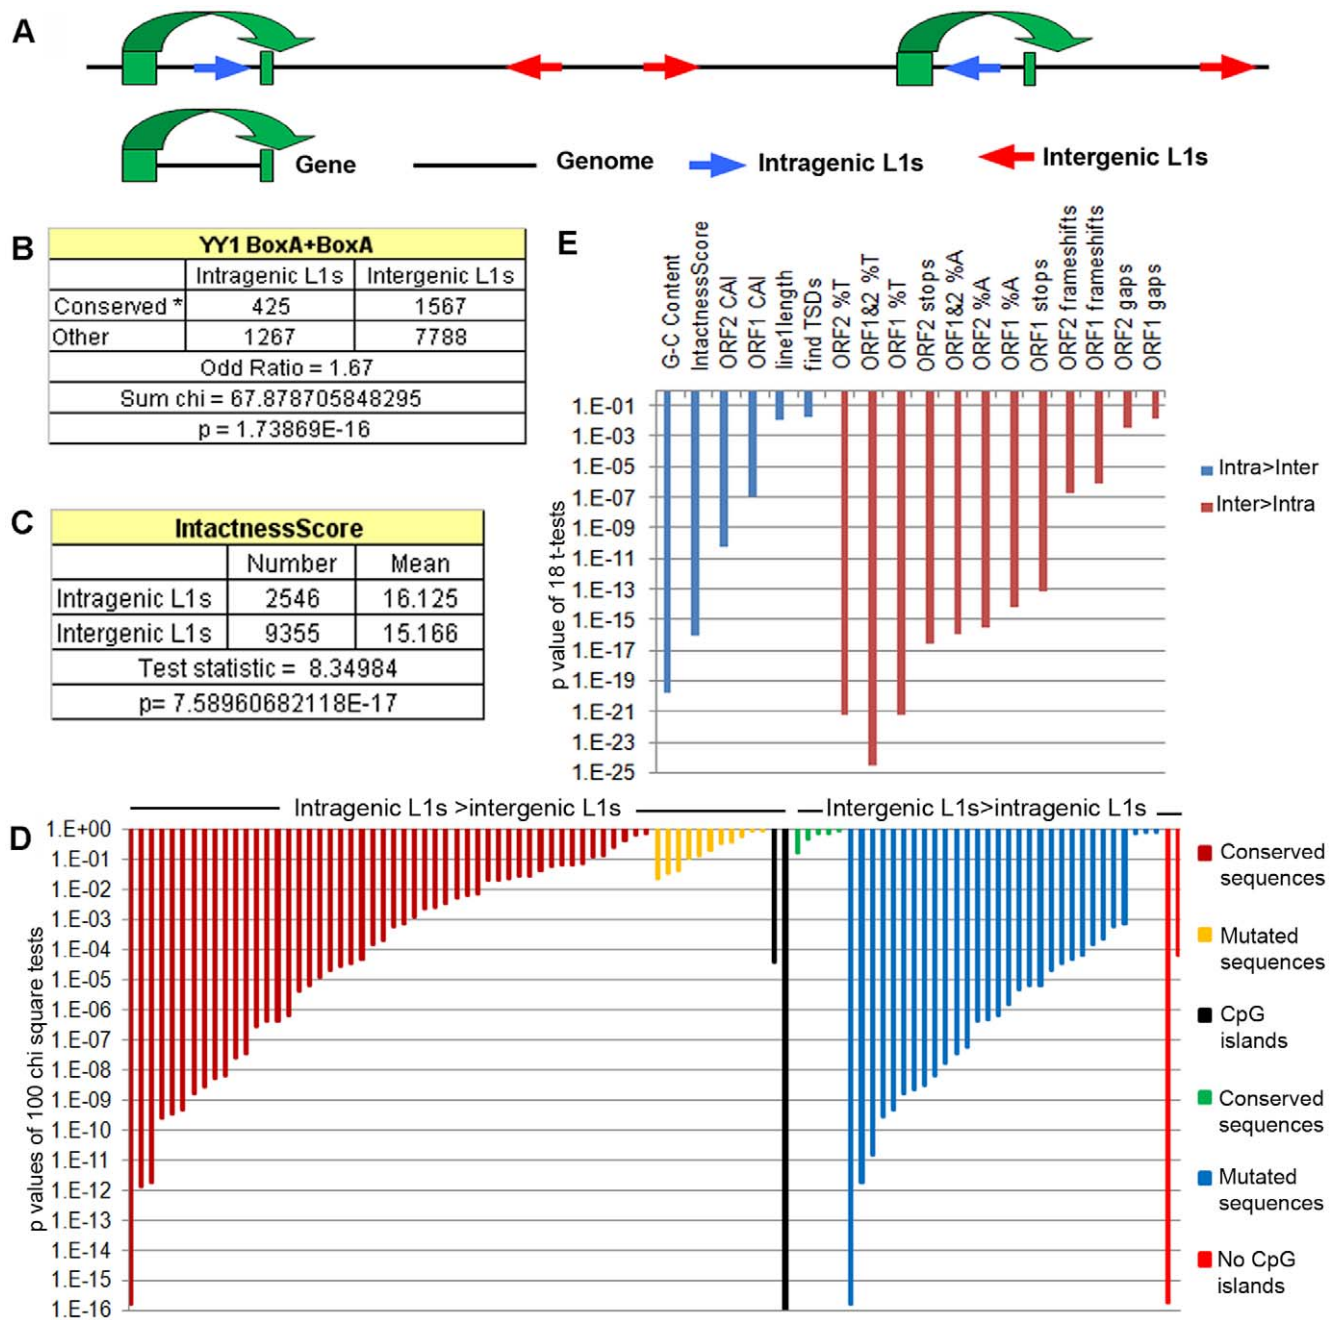 A
Gene
Genome
Intragenic L1s
Intergenic L1s
B
YY1 BoxA+BoxA
Intragenic L1s Intergenic L1s
Conserved * 425 1567
Other 1267 7788
Odd Ratio = 1.67
Sum chi = 67.878705848295
p = 1.73869E-16
C
IntactnessScore
Number Mean
Intragenic L1s 2546 16.125
Intergenic L1s 9355 15.166
Test statistic = 8.34984
p= 7.58960682118E-17
E
G-C Content
IntactnessScore
ORF2 CAI
ORF1 CAI
line1length
find TSDs
ORF2 %T
ORF1&2 %T
ORF1 %T
ORF2 stops
ORF1&2 %A
ORF2 %A
ORF1 %A
ORF1 stops
ORF2 frameshifts
ORF1 frameshifts
ORF2 gaps
ORF1 gaps
p value of 18 t-tests
1.E-01
1.E-03
1.E-05
1.E-07
1.E-09
1.E-11
1.E-13
1.E-15
1.E-17
1.E-19
1.E-21
1.E-23
1.E-25
Intra>Inter
Inter>Intra
D
Intragenic L1s >intergenic L1s
Intergenic L1s>intragenic L1s
p values of 100 chi square tests
1.E+00
1.E-01
1.E-02
1.E-03
1.E-04
1.E-05
1.E-06
1.E-07
1.E-08
1.E-09
1.E-10
1.E-11
1.E-12
1.E-13
1.E-14
1.E-15
1.E-16
Conserved
sequences
Mutated
sequences
CpG
islands
Conserved
sequences
Mutated
sequences
No CpG
islands